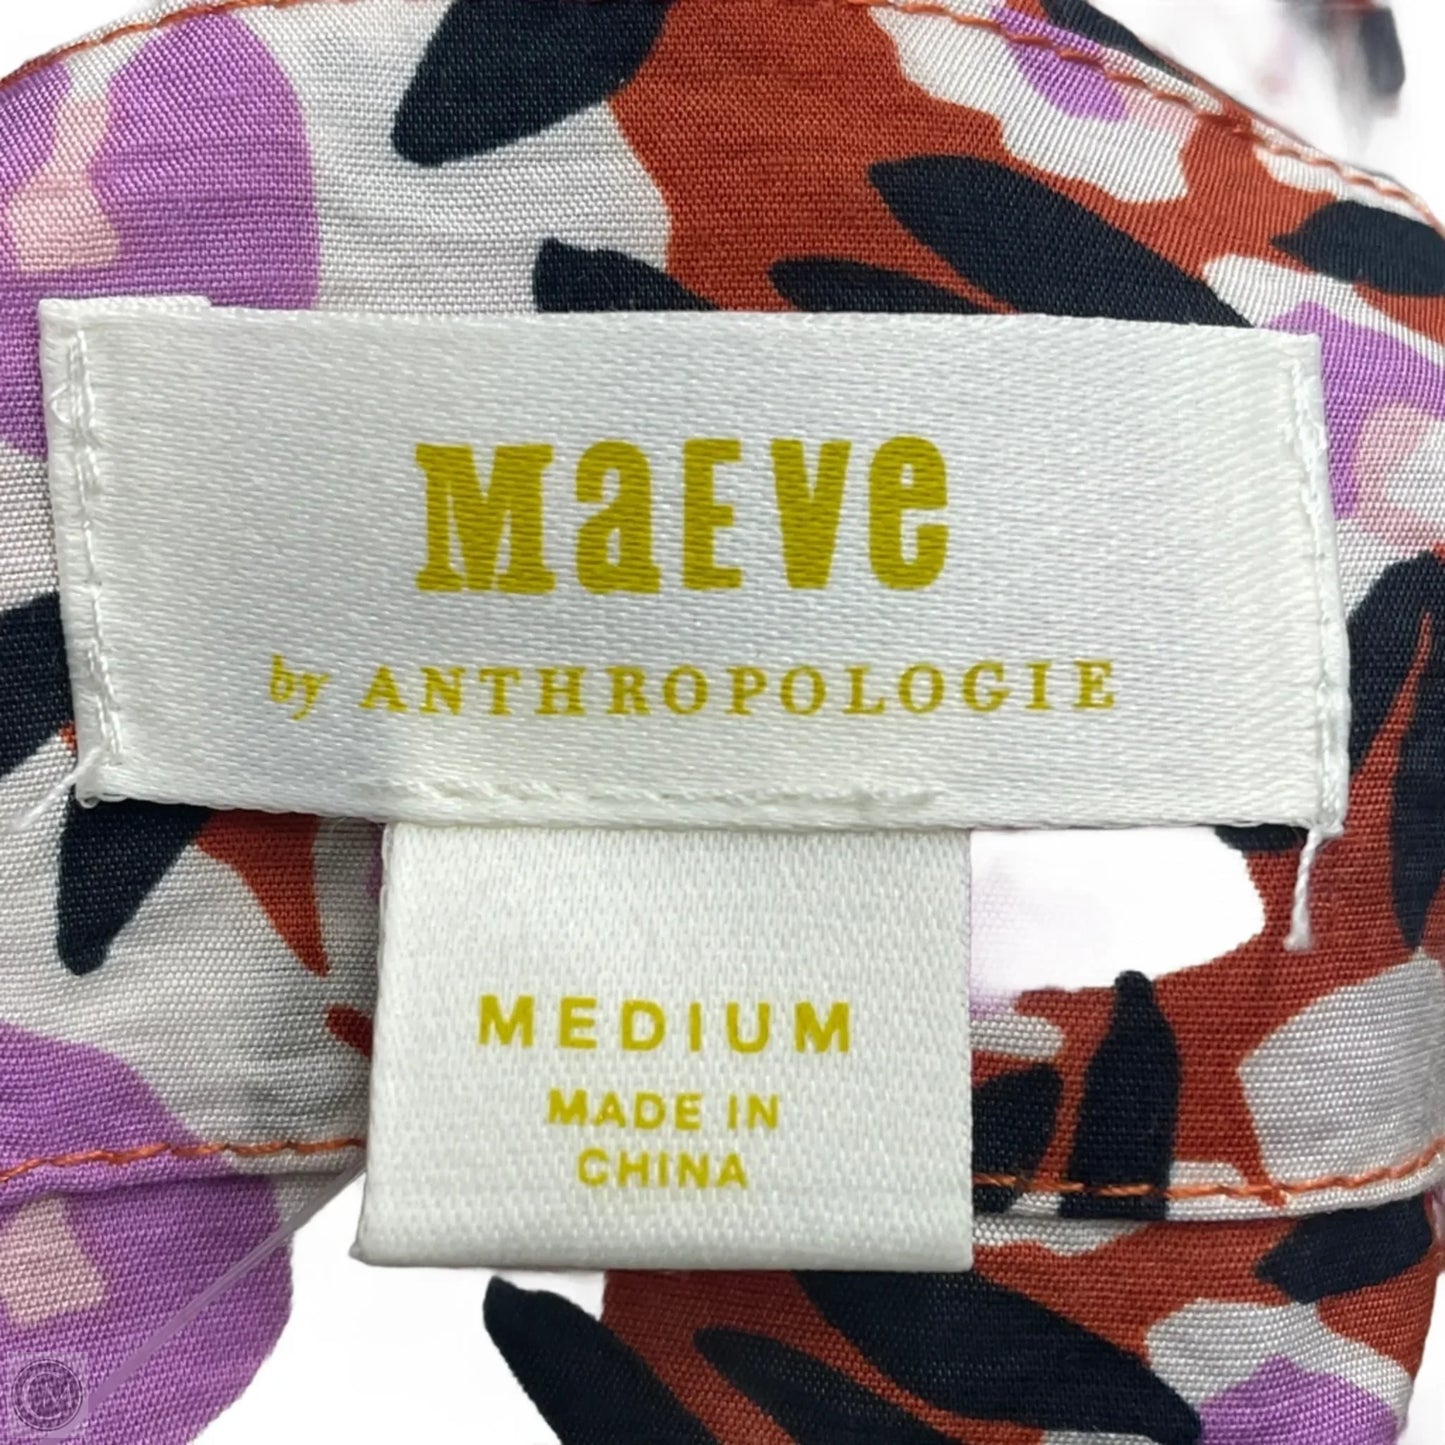 MaEVe
by ANTHROPOLOGIE
MEDIUM
MADE IN
CHINA